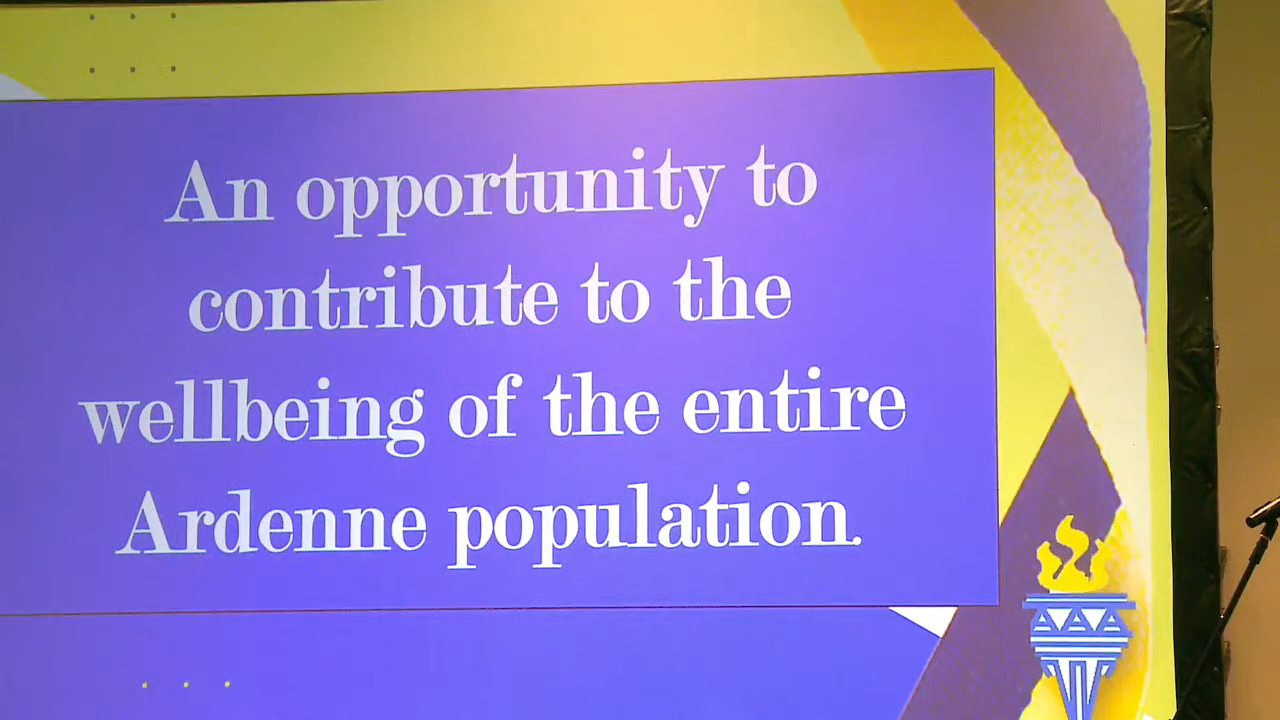 An opportunity to
contribute to the
wellbeing of the entire
Ardenne population.